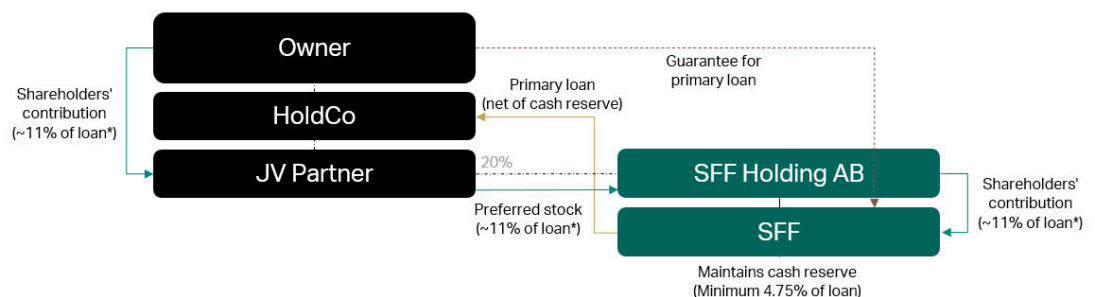 Owner
Guarantee for
primary loan
Shareholders'
contribution
(~11% of loan*)
Primary loan
(net of cash reserve)
HoldCo
JV Partner
20%
SFF Holding AB
Preferred stock
(~11% of loan*)
Shareholders'
contribution
(~11% of loan*)
SFF
Maintains cash reserve
(Minimum 4.75% of loan)